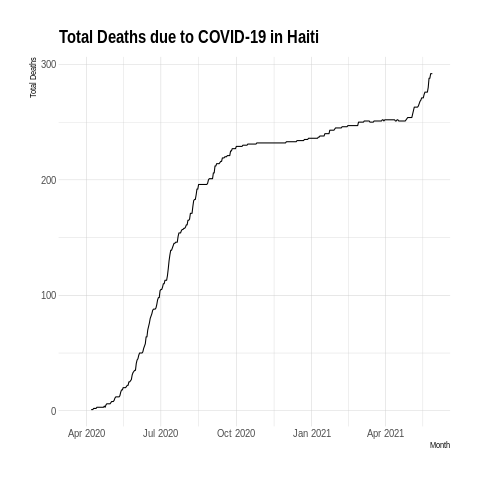 Total Deaths due to COVID-19 in Haiti
Total Deaths
300
200
100
0
Apr 2020 Jul 2020 Oct 2020 Jan 2021 Apr 2021
Month